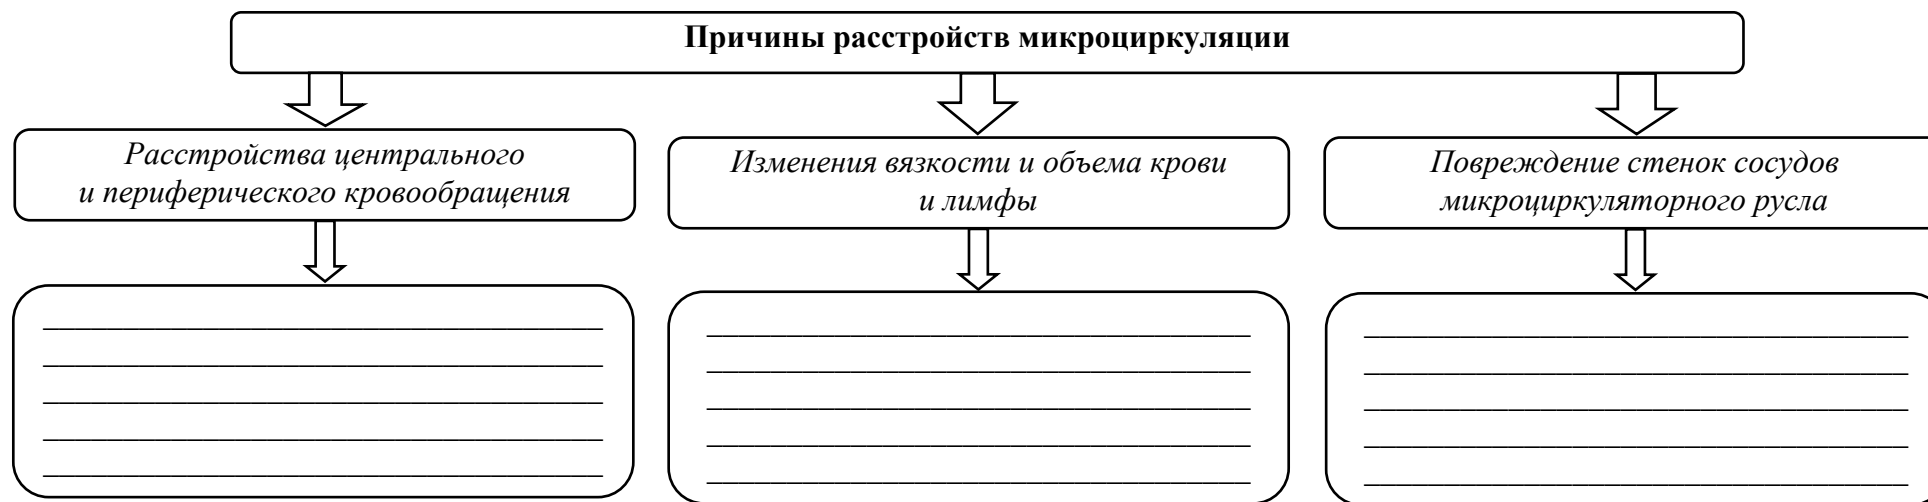 Причины расстройств микроциркуляции
Расстройства центрального
и периферического кровообращения
Изменения вязкости и объема крови
и лимфы
Повреждение стенок сосудов
микроциркуляторного русла